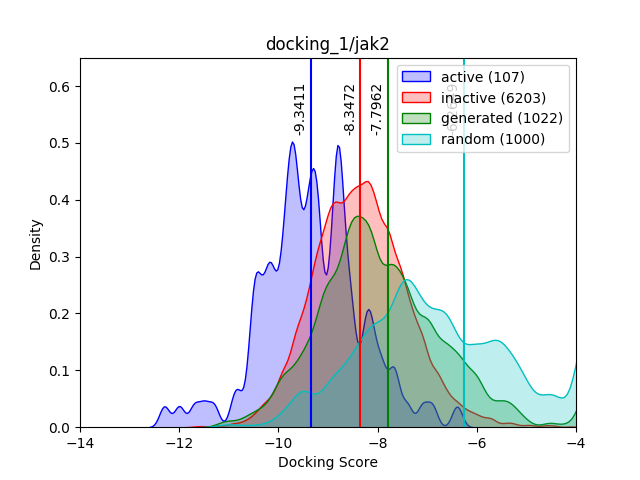 docking_1/jak2
active (107)
inactive (6203)
generated (1022)
random (1000)
-9.3411
-8.3472
-7.7962
Density
0.0
0.1
0.2
0.3
0.4
0.5
0.6
−14
−12
−10
−8
−6
−4
Docking Score